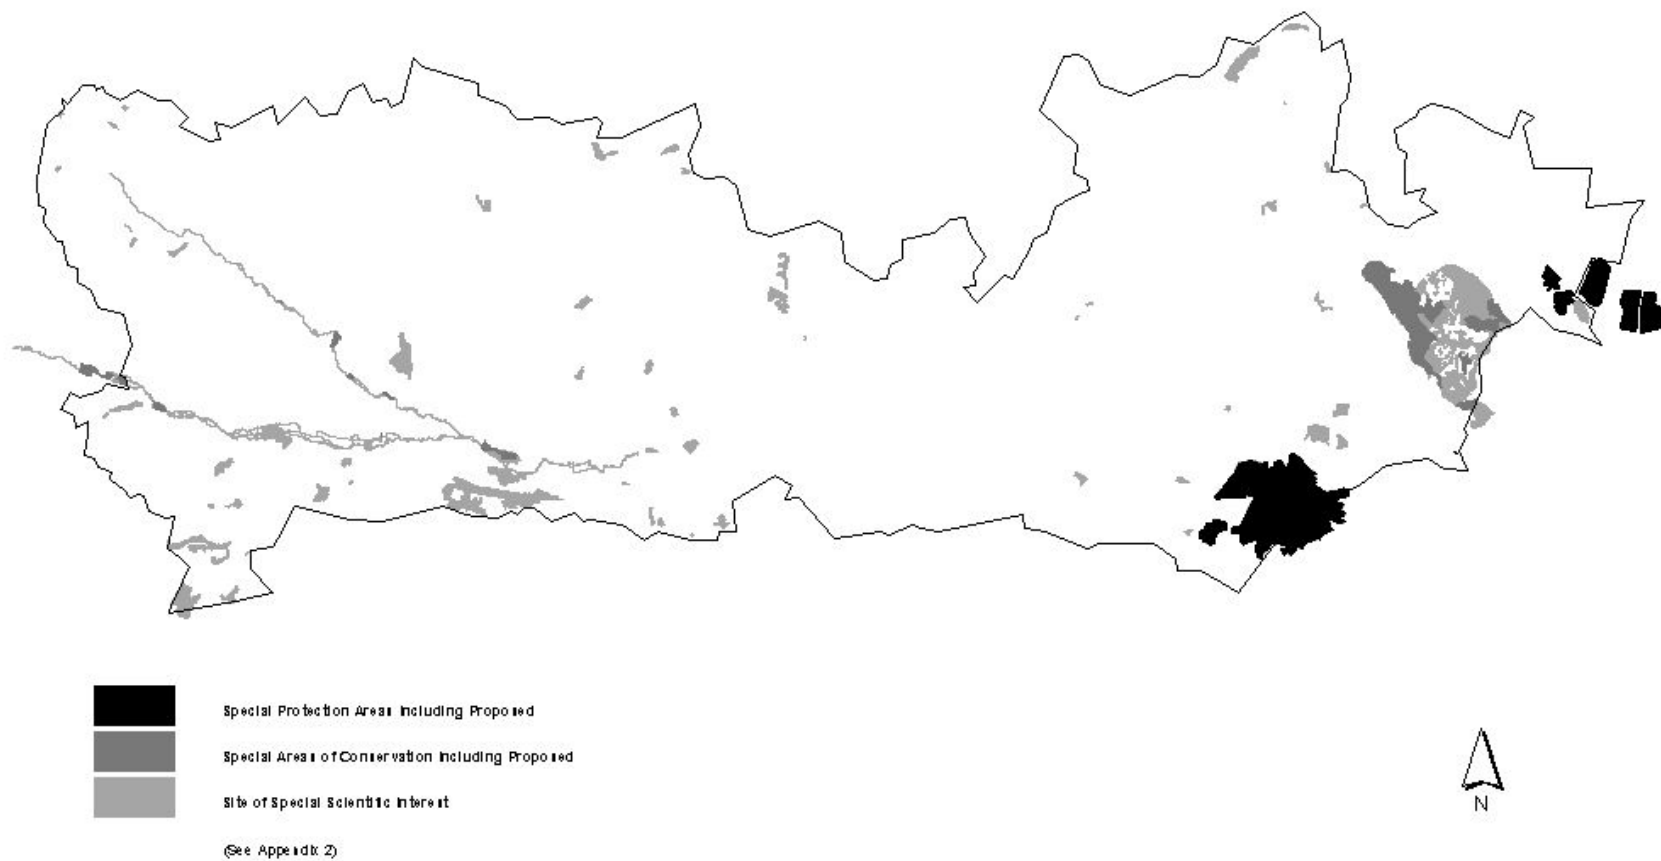 Special Protection Areas Including Proposed
Special Areas of Conservation Including Proposed
Site of Special Scientific Interest
(See Appendix 2)
N